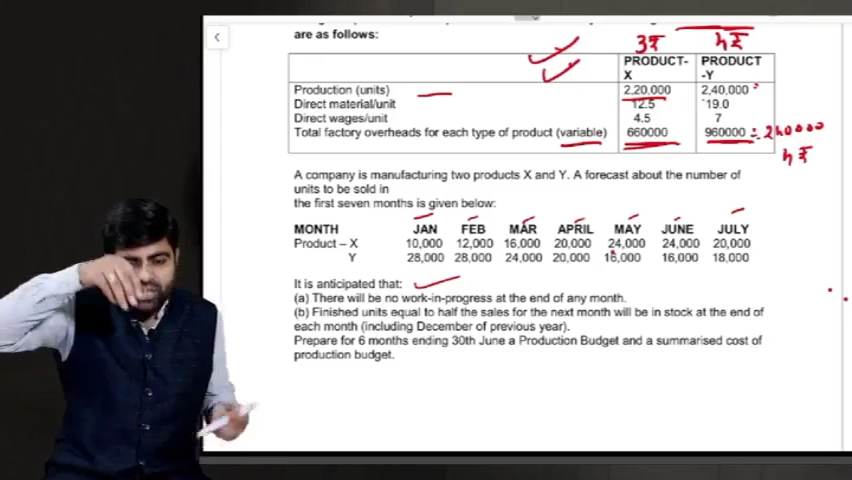 are as follows:
3₹ 4₹
PRODUCT- PRODUCT
X -Y
Production (units) 2,20,000 2,40,000
Direct material/unit 12.5 19.0
Direct wages/unit 4.5 7
Total factory overheads for each type of product (variable) 660000 960000 ÷ 240000
4₹
A company is manufacturing two products X and Y. A forecast about the number of
units to be sold in
the first seven months is given below:
MONTH JAN FEB MAR APRIL MAY JUNE JULY
Product – X 10,000 12,000 16,000 20,000 24,000 24,000 20,000
Y 28,000 28,000 24,000 20,000 16,000 16,000 18,000
It is anticipated that:
(a) There will be no work-in-progress at the end of any month.
(b) Finished units equal to half the sales for the next month will be in stock at the end of
each month (including December of previous year).
Prepare for 6 months ending 30th June a Production Budget and a summarised cost of
production budget.